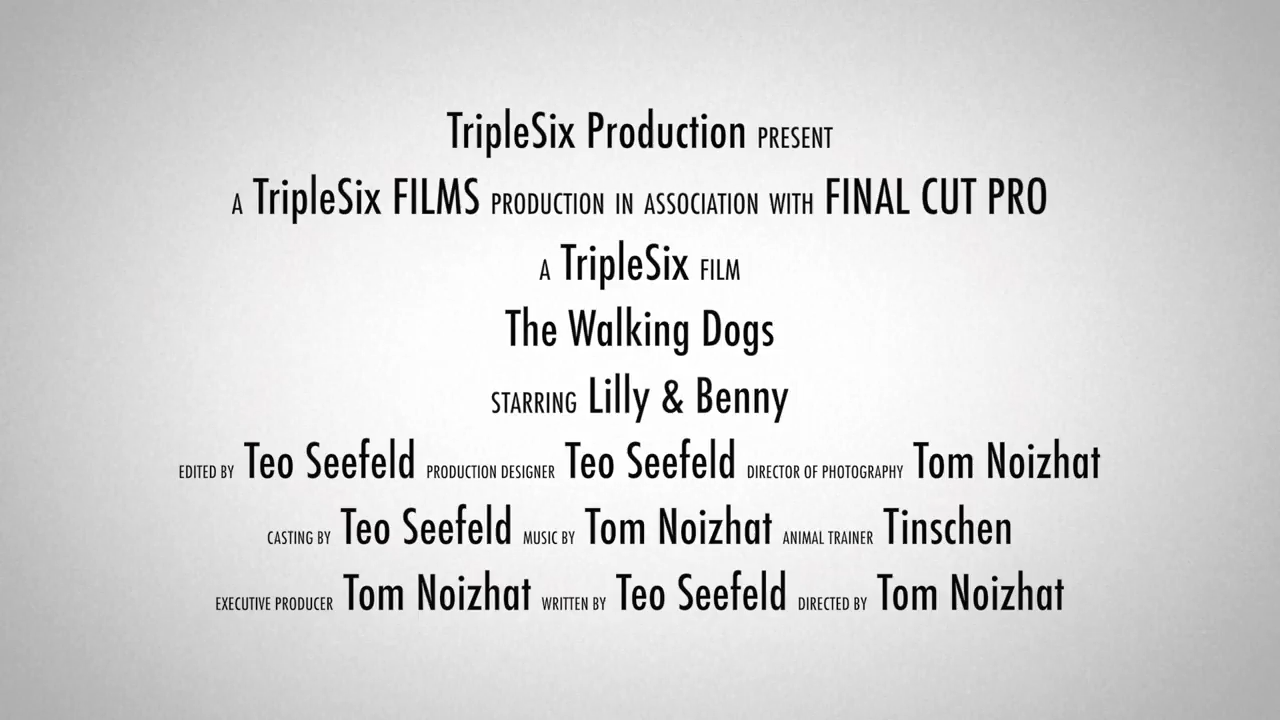 TripleSix Production PRESENT
A TripleSix FILMS PRODUCTION IN ASSOCIATION WITH FINAL CUT PRO
A TripleSix FILM
The Walking Dogs
STARRING Lilly & Benny
EDITED BY Teo Seefeld PRODUCTION DESIGNER Teo Seefeld DIRECTOR OF PHOTOGRAPHY Tom Noizhat
CASTING BY Teo Seefeld MUSIC BY Tom Noizhat ANIMAL TRAINER Tinschen
EXECUTIVE PRODUCER Tom Noizhat WRITTEN BY Teo Seefeld DIRECTED BY Tom Noizhat